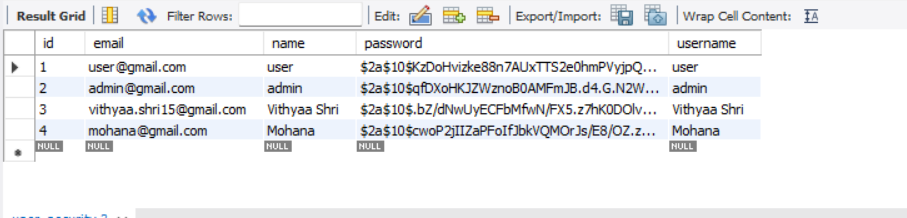 Result Grid Filter Rows: Edit: Export/Import: Wrap Cell Content: IA
id email name password username
1 user@gmail.com user $2a$10$KzDoHvizke88n7AUxTTS2e0hmPVyjpQ... user
2 admin@gmail.com admin $2a$10$qfDXoHKJZWznoB0AMFmJB.d4.G.N2W... admin
3 vithyaa.shri15@gmail.com Vithyaa Shri $2a$10$.bZ/dNwUyECFbMfwN/FX5.z7hK0DOlv... Vithyaa Shri
4 mohana@gmail.com Mohana $2a$10$cwoP2jIIZaPFoIfJbkVQMOrJs/E8/OZ.z... Mohana
NULL NULL NULL NULL NULL